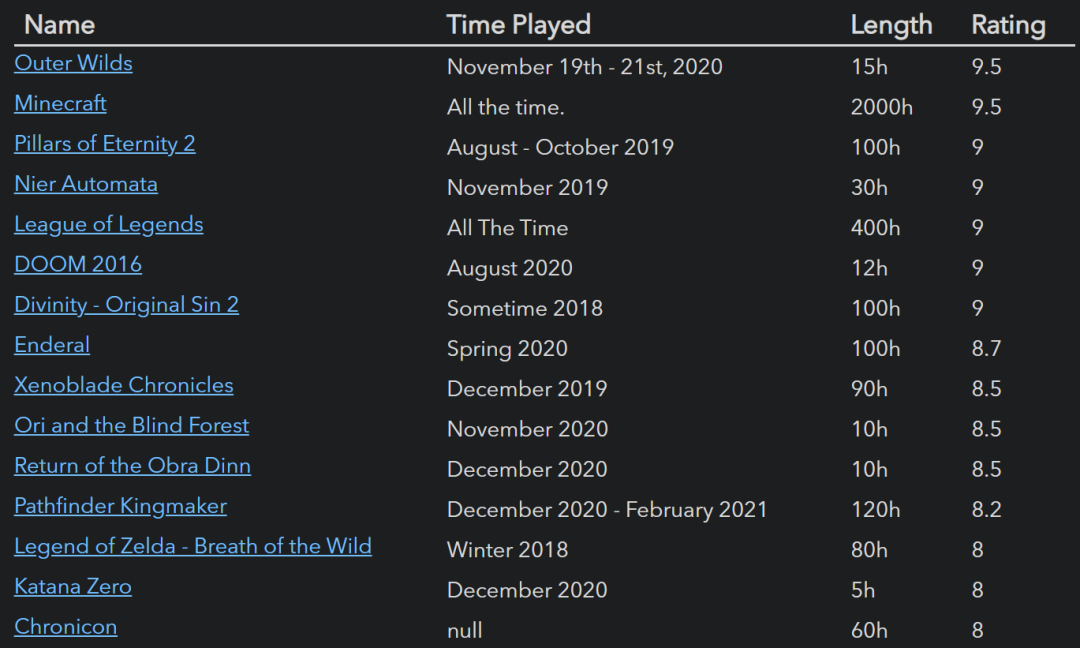 Name Time Played Length Rating
Outer Wilds November 19th - 21st, 2020 15h 9.5
Minecraft All the time. 2000h 9.5
Pillars of Eternity 2 August - October 2019 100h 9
Nier Automata November 2019 30h 9
League of Legends All The Time 400h 9
DOOM 2016 August 2020 12h 9
Divinity - Original Sin 2 Sometime 2018 100h 9
Enderal Spring 2020 100h 8.7
Xenoblade Chronicles December 2019 90h 8.5
Ori and the Blind Forest November 2020 10h 8.5
Return of the Obra Dinn December 2020 10h 8.5
Pathfinder Kingmaker December 2020 - February 2021 120h 8.2
Legend of Zelda - Breath of the Wild Winter 2018 80h 8
Katana Zero December 2020 5h 8
Chronicon null 60h 8